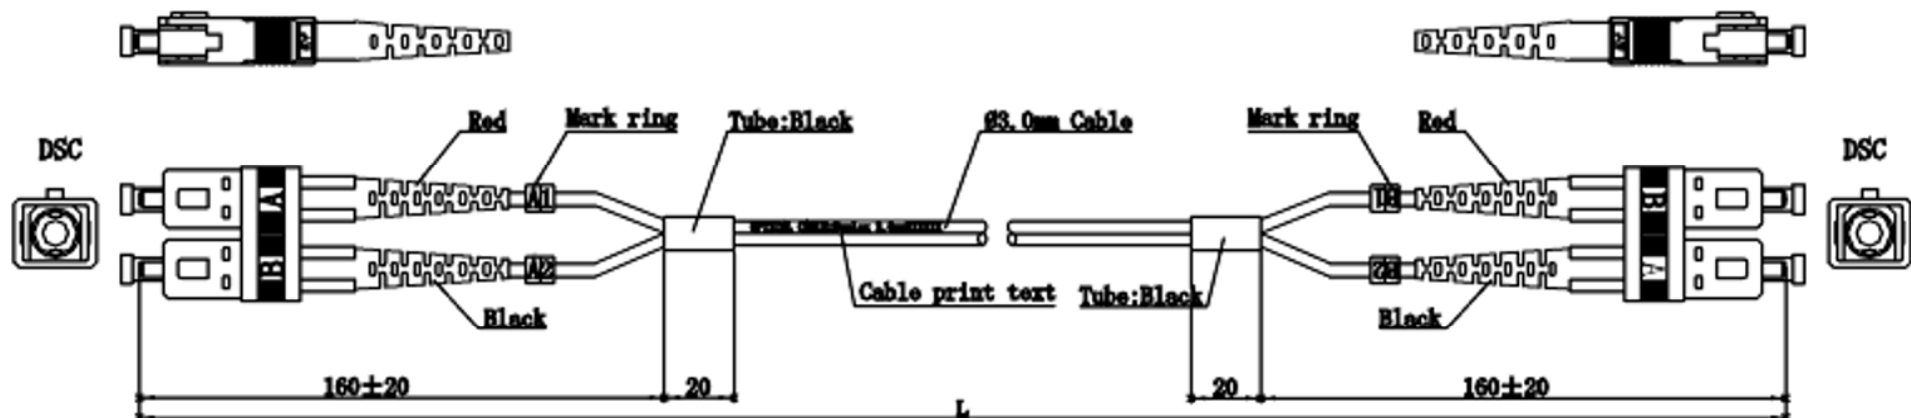 Red
Mark ring
Tube:Black
Ø3.0mm Cable
Mark ring
Red
DSC
DSC
A
A1
B1
B
B
A2
B2
A
Cable print text
Tube:Black
Black
Black
160±20
20
20
160±20
L